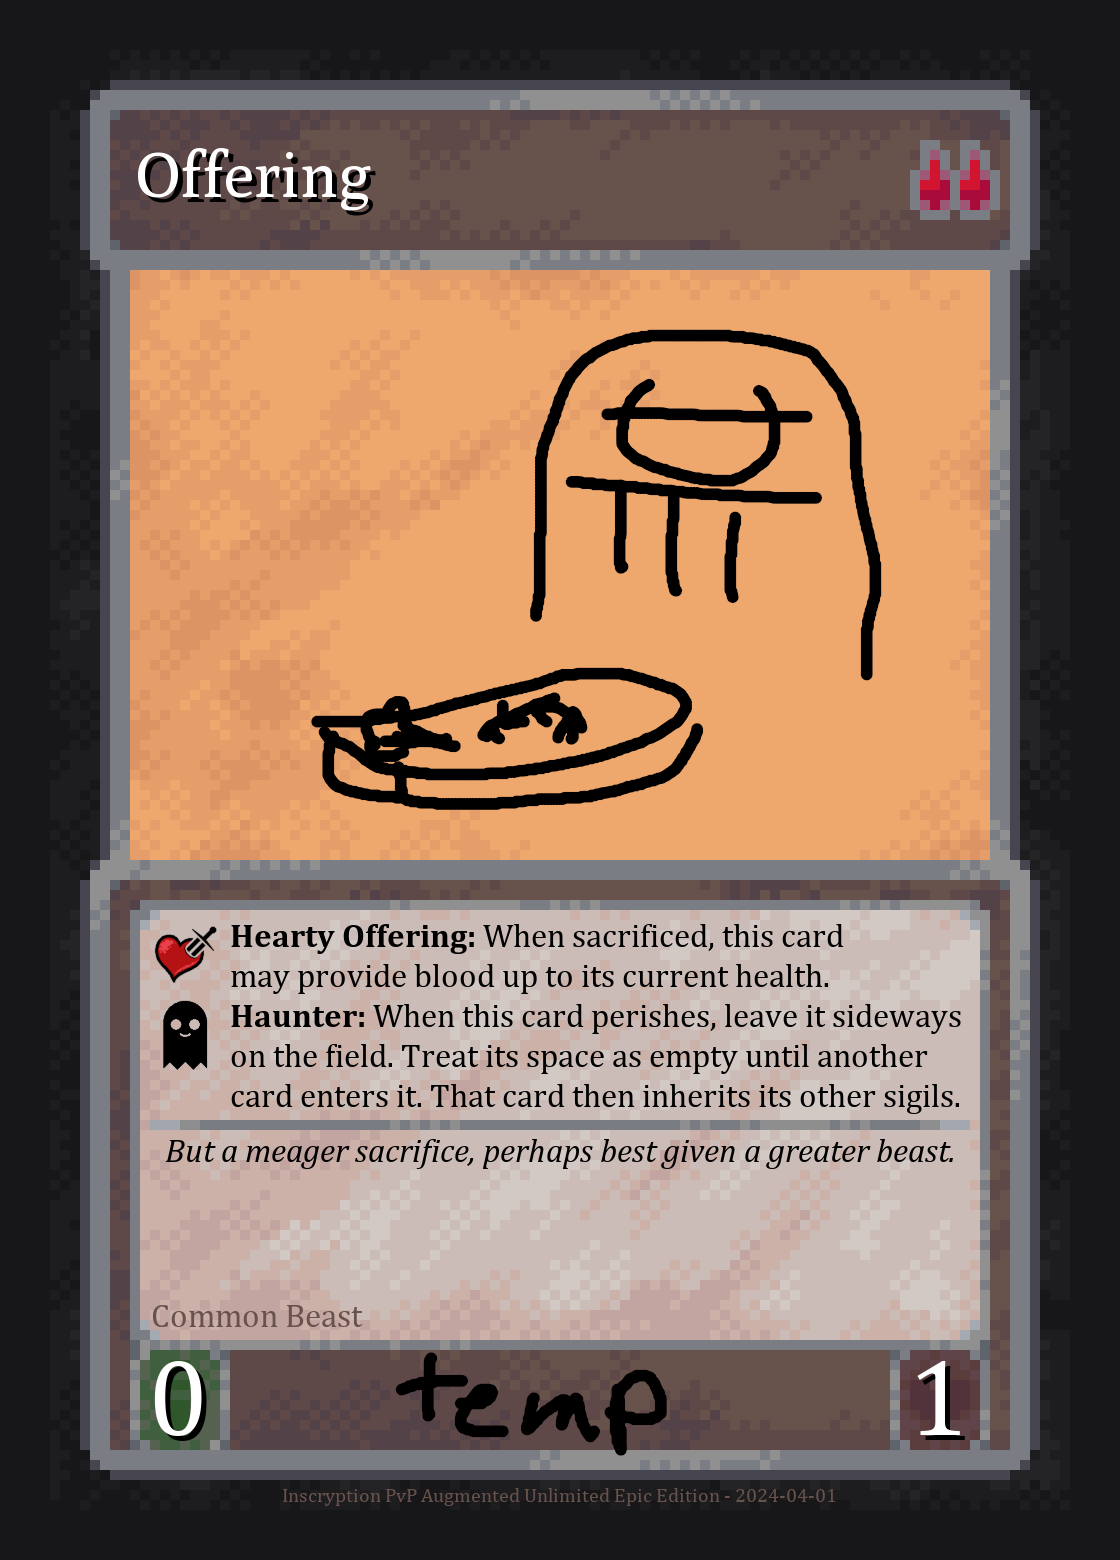 Offering
Hearty Offering: When sacrificed, this card
may provide blood up to its current health.
Haunter: When this card perishes, leave it sideways
on the field. Treat its space as empty until another
card enters it. That card then inherits its other sigils.
But a meager sacrifice, perhaps best given a greater beast.
Common Beast
0 temp 1
Inscryption PvP Augmented Unlimited Epic Edition - 2024-04-01